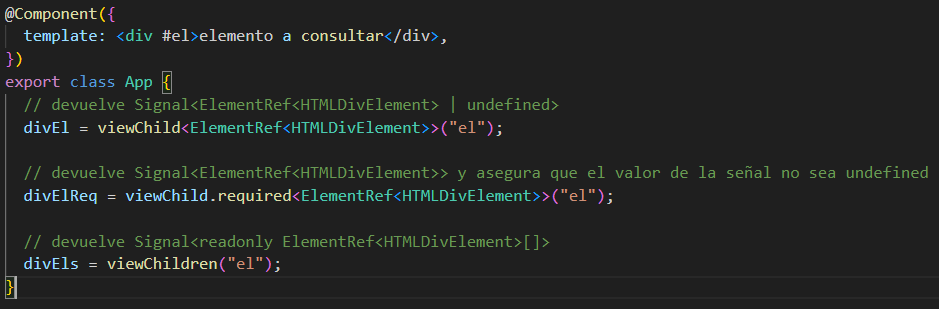 @Component({
  template: <div #el>elemento a consultar</div>,
})
export class App {
  // devuelve Signal<ElementRef<HTMLDivElement> | undefined>
  divEl = viewChild<ElementRef<HTMLDivElement>>("el");
  // devuelve Signal<ElementRef<HTMLDivElement>> y asegura que el valor de la señal no sea undefined
  divElReq = viewChild.required<ElementRef<HTMLDivElement>>("el");
  // devuelve Signal<readonly ElementRef<HTMLDivElement>[]>
  divEls = viewChildren("el");
}